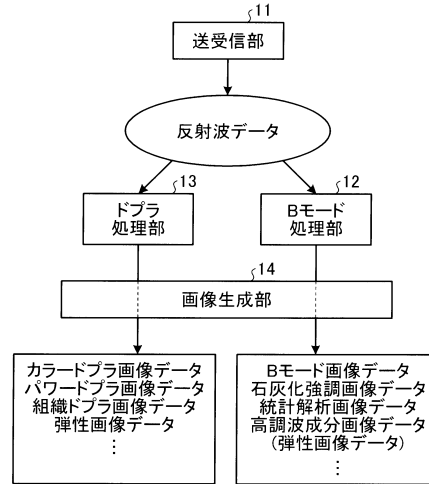 11
送受信部
反射波データ
13
ドプラ
処理部
12
Bモード
処理部
14
画像生成部
カラードプラ画像データ
パワードプラ画像データ
組織ドプラ画像データ
弾性画像データ
⋮
Bモード画像データ
石灰化強調画像データ
統計解析画像データ
高調波成分画像データ
(弾性画像データ)
⋮